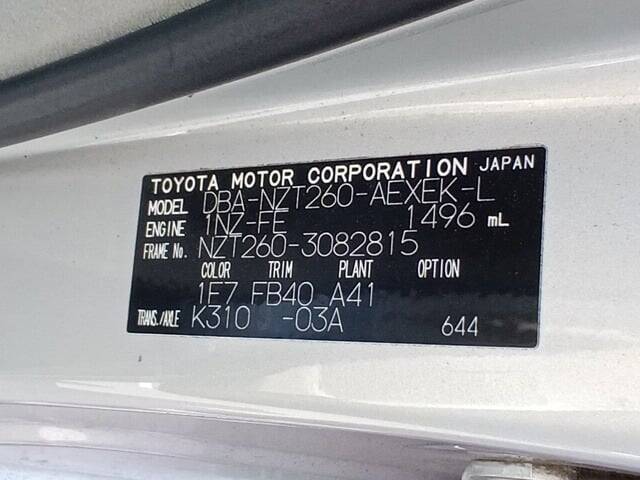 TOYOTA MOTOR CORPORATION JAPAN
MODEL DBA-NZT260-AEXEK-L
ENGINE 1NZ-FE 1496 mL
FRAME No. NZT260-3082815
COLOR TRIM PLANT OPTION
1E7 FB40 A41
TRANS./AXLE K310 -03A 644